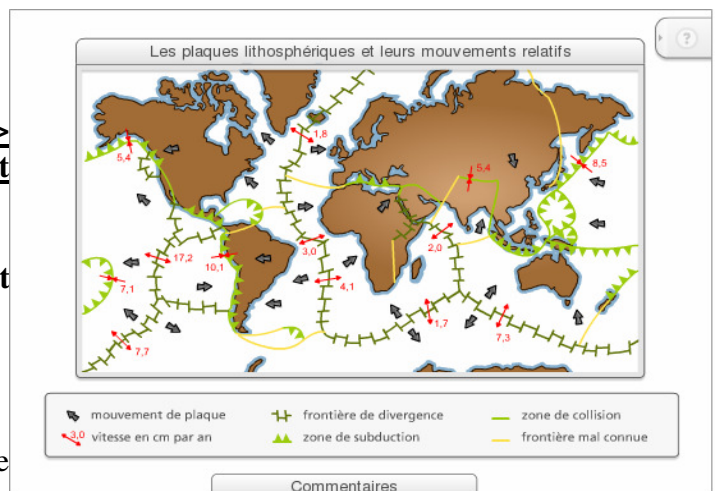 ?
Les plaques lithosphériques et leurs mouvements relatifs
>
t
5,4
1,8
5,4
8,5
17,2
10,1
3,0
2,0
t
7,1
4,1
1,7
7,3
7,7
mouvement de plaque
frontière de divergence
zone de collision
3,0 vitesse en cm par an
zone de subduction
frontière mal connue
e
Commentaires